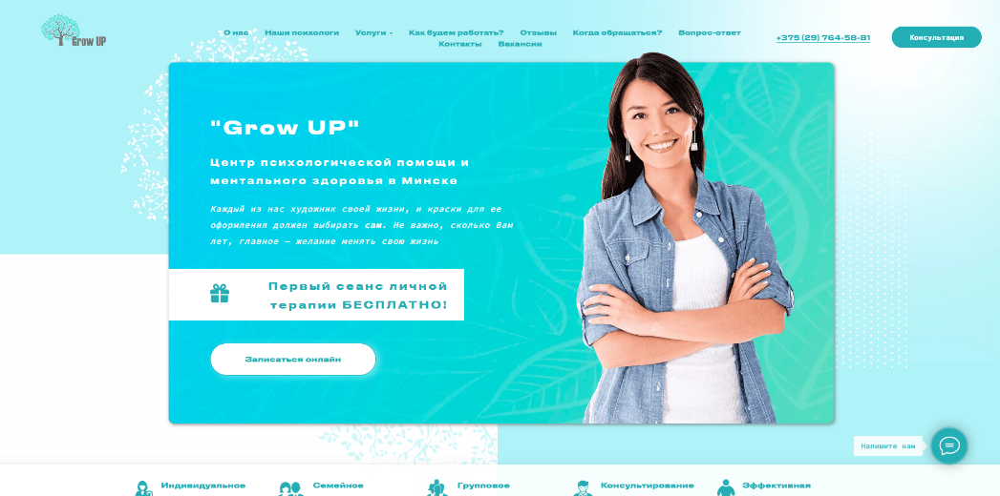 Grow UP
О нас Наши психологи Услуги Как будем работать? Отзывы Когда обращаться? Вопрос-ответ
Контакты Вакансии
+375 (29) 764-58-81
Консультация
"Grow UP"
Центр психологической помощи и
ментального здоровья в Минске
Каждый из нас художник своей жизни, и краски для ее
оформления должен выбирать сам. Не важно, сколько Вам
лет, главное — желание менять свою жизнь
Первый сеанс личной
терапии БЕСПЛАТНО!
Записаться онлайн
Напишите нам
Индивидуальное Семейное Групповое Консультирование Эффективная